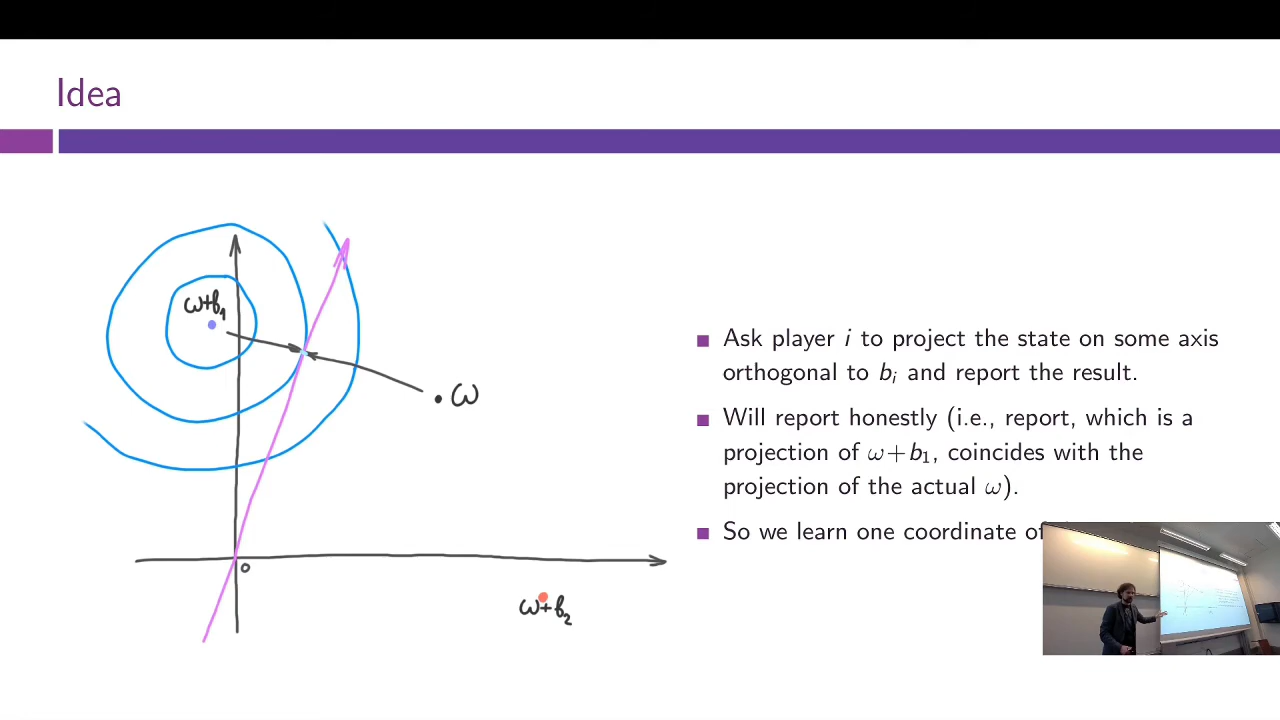 Idea
ω+b₁
ω
0
ω+b₂
Ask player i to project the state on some axis
orthogonal to bᵢ and report the result.
Will report honestly (i.e., report, which is a
projection of ω+b₁, coincides with the
projection of the actual ω).
So we learn one coordinate of